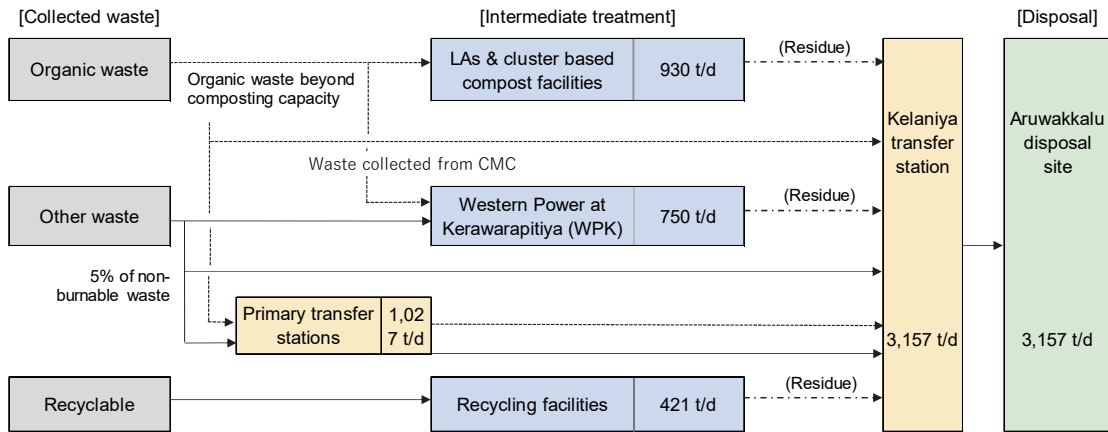 [Collected waste]
[Intermediate treatment]
[Disposal]
Organic waste
LAs & cluster based
compost facilities
930 t/d
(Residue)
Organic waste beyond
composting capacity
Kelaniya
transfer
station
Aruwakkalu
disposal
site
Waste collected from CMC
Other waste
Western Power at
Kerawarapitiya (WPK)
750 t/d
(Residue)
5% of non-
burnable waste
Primary transfer
stations
1,02
7 t/d
3,157 t/d
3,157 t/d
Recyclable
Recycling facilities
421 t/d
(Residue)